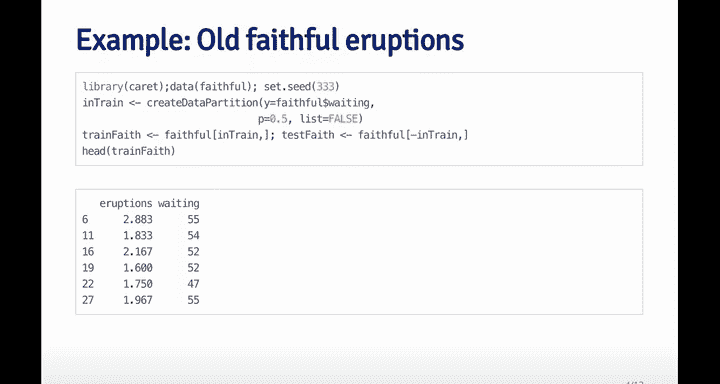 Example: Old faithful eruptions
library(caret);data(faithful); set.seed(333)
inTrain <- createDataPartition(y=faithful$waiting,
p=0.5, list=FALSE)
trainFaith <- faithful[inTrain,]; testFaith <- faithful[-inTrain,]
head(trainFaith)
eruptions waiting
6 2.883 55
11 1.833 54
16 2.167 52
19 1.600 52
22 1.750 47
27 1.967 55